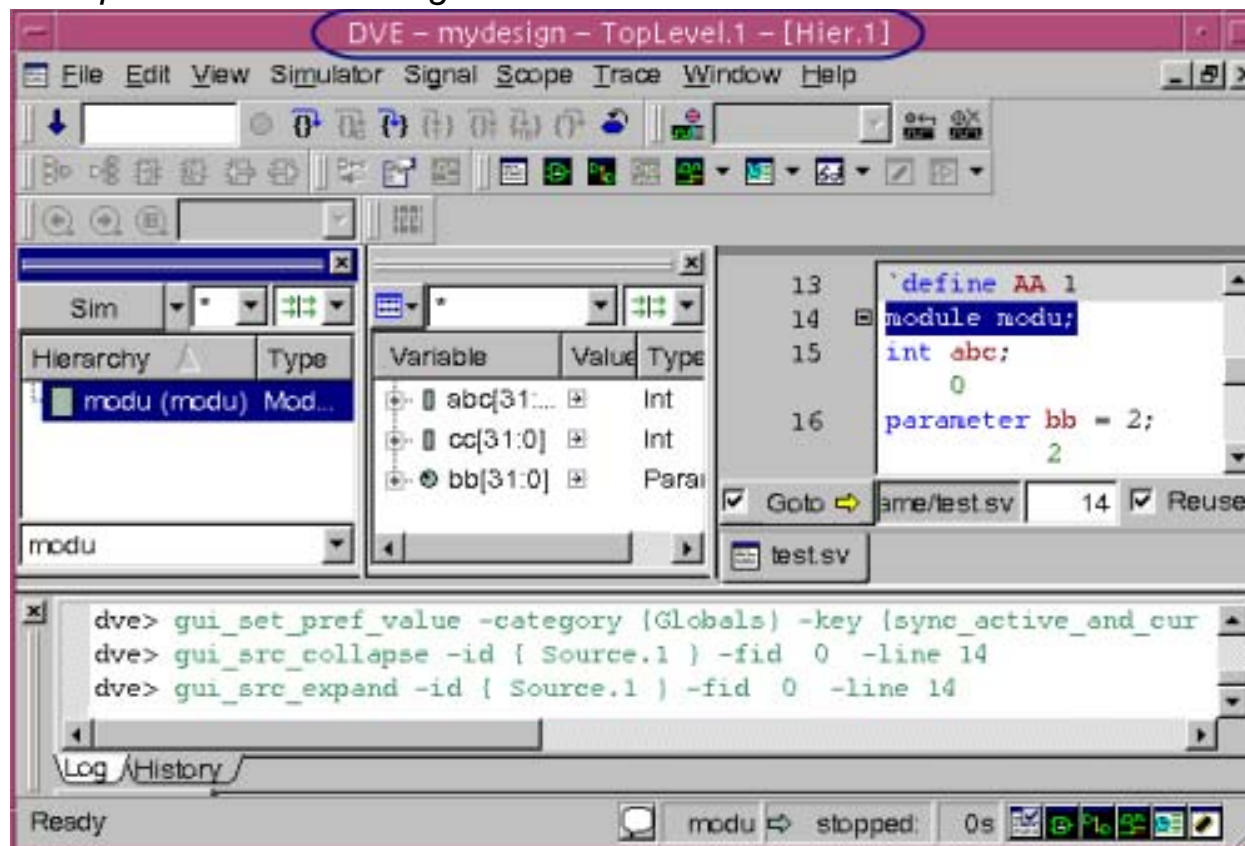 DVE – mydesign – TopLevel.1 – [Hier.1]
File Edit View Simulator Signal Scope Trace Window Help
Sim *
*
Hierarchy Type
modu (modu) Mod...
modu
Variable Value Type
abc[31:... Int
cc[31:0] Int
bb[31:0] Parai
13 `define AA 1
14 module modu;
15 int abc;
0
16 parameter bb = 2;
2
Goto ame/test.sv 14 Reuse
test.sv
dve> gui_set_pref_value -category {Globals} -key {sync_active_and_cur
dve> gui_src_collapse -id { Source.1 } -fid 0 -line 14
dve> gui_src_expand -id { Source.1 } -fid 0 -line 14
Log History
Ready modu stopped: 0s